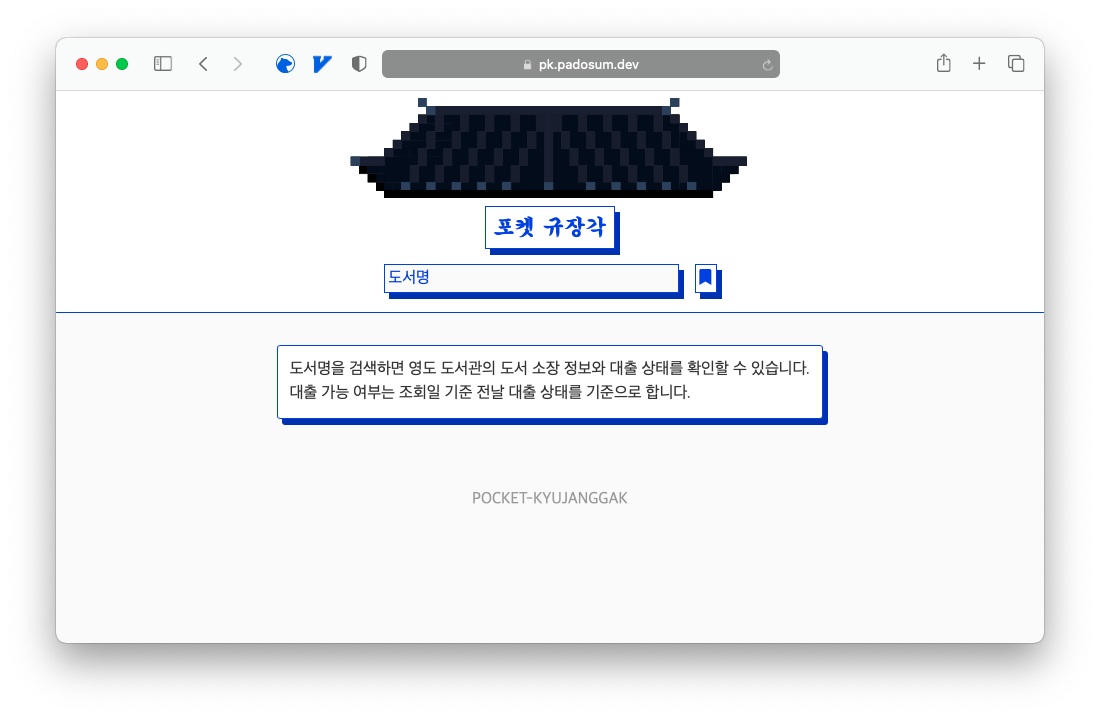 pk.padosum.dev
포켓 규장각
도서명
도서명을 검색하면 영도 도서관의 도서 소장 정보와 대출 상태를 확인할 수 있습니다.
대출 가능 여부는 조회일 기준 전날 대출 상태를 기준으로 합니다.
POCKET-KYUJANGGAK